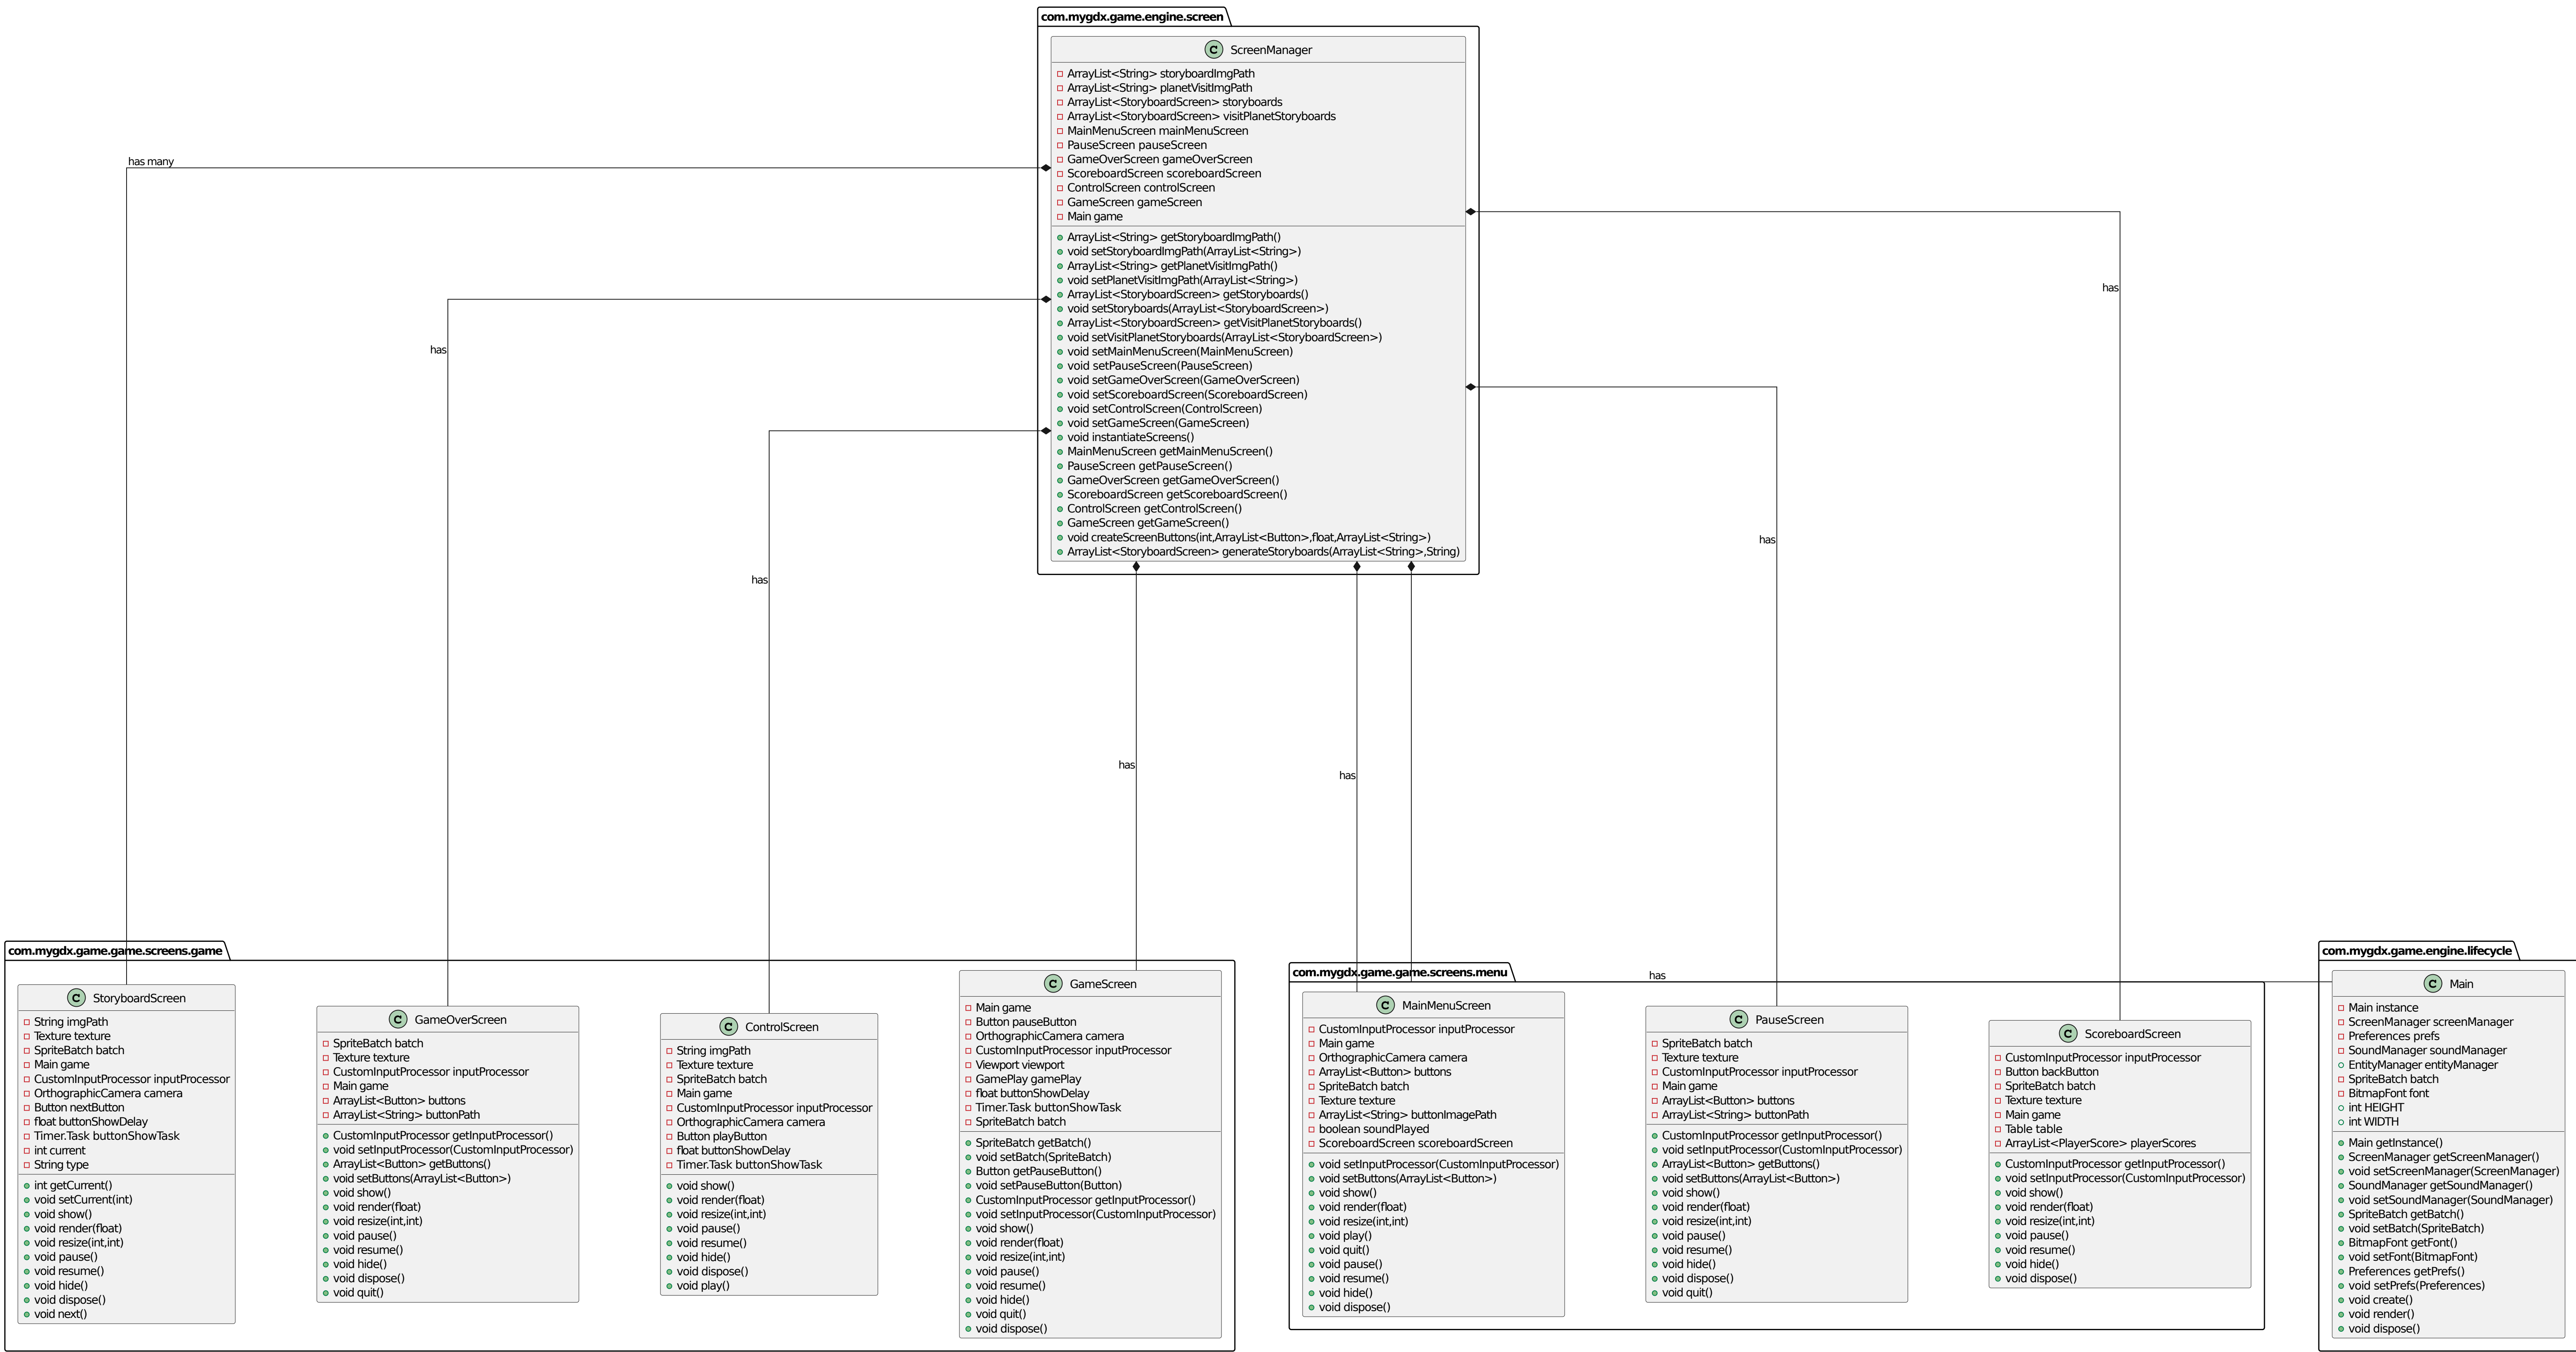 com.mygdx.game.engine.screen
C ScreenManager
ArrayList<String> storyboardImgPath
ArrayList<String> planetVisitImgPath
ArrayList<StoryboardScreen> storyboards
ArrayList<StoryboardScreen> visitPlanetStoryboards
MainMenuScreen mainMenuScreen
PauseScreen pauseScreen
GameOverScreen gameOverScreen
ScoreboardScreen scoreboardScreen
ControlScreen controlScreen
GameScreen gameScreen
Main game
ArrayList<String> getStoryboardImgPath()
void setStoryboardImgPath(ArrayList<String>)
ArrayList<String> getPlanetVisitImgPath()
void setPlanetVisitImgPath(ArrayList<String>)
ArrayList<StoryboardScreen> getStoryboards()
void setStoryboards(ArrayList<StoryboardScreen>)
ArrayList<StoryboardScreen> getVisitPlanetStoryboards()
void setVisitPlanetStoryboards(ArrayList<StoryboardScreen>)
void setMainMenuScreen(MainMenuScreen)
void setPauseScreen(PauseScreen)
void setGameOverScreen(GameOverScreen)
void setScoreboardScreen(ScoreboardScreen)
void setControlScreen(ControlScreen)
void setGameScreen(GameScreen)
void instantiateScreens()
MainMenuScreen getMainMenuScreen()
PauseScreen getPauseScreen()
GameOverScreen getGameOverScreen()
ScoreboardScreen getScoreboardScreen()
ControlScreen getControlScreen()
GameScreen getGameScreen()
void createScreenButtons(int,ArrayList<Button>,float,ArrayList<String>)
ArrayList<StoryboardScreen> generateStoryboards(ArrayList<String>,String)
has many
has
has
has
has
has
has
has
com.mygdx.game.game.screens.game
C StoryboardScreen
String imgPath
Texture texture
SpriteBatch batch
Main game
CustomInputProcessor inputProcessor
OrthographicCamera camera
Button nextButton
float buttonShowDelay
Timer.Task buttonShowTask
int current
String type
int getCurrent()
void setCurrent(int)
void show()
void render(float)
void resize(int,int)
void pause()
void resume()
void hide()
void dispose()
void next()
C GameOverScreen
SpriteBatch batch
Texture texture
CustomInputProcessor inputProcessor
Main game
ArrayList<Button> buttons
ArrayList<String> buttonPath
CustomInputProcessor getInputProcessor()
void setInputProcessor(CustomInputProcessor)
ArrayList<Button> getButtons()
void setButtons(ArrayList<Button>)
void show()
void render(float)
void resize(int,int)
void pause()
void resume()
void hide()
void dispose()
void quit()
C ControlScreen
String imgPath
Texture texture
SpriteBatch batch
Main game
CustomInputProcessor inputProcessor
OrthographicCamera camera
Button playButton
float buttonShowDelay
Timer.Task buttonShowTask
void show()
void render(float)
void resize(int,int)
void pause()
void resume()
void hide()
void dispose()
void play()
C GameScreen
Main game
Button pauseButton
OrthographicCamera camera
CustomInputProcessor inputProcessor
Viewport viewport
GamePlay gamePlay
float buttonShowDelay
Timer.Task buttonShowTask
SpriteBatch batch
SpriteBatch getBatch()
void setBatch(SpriteBatch)
Button getPauseButton()
void setPauseButton(Button)
CustomInputProcessor getInputProcessor()
void setInputProcessor(CustomInputProcessor)
void show()
void render(float)
void resize(int,int)
void pause()
void resume()
void hide()
void quit()
void dispose()
com.mygdx.game.game.screens.menu
C MainMenuScreen
CustomInputProcessor inputProcessor
Main game
OrthographicCamera camera
ArrayList<Button> buttons
SpriteBatch batch
Texture texture
ArrayList<String> buttonImagePath
boolean soundPlayed
ScoreboardScreen scoreboardScreen
void setInputProcessor(CustomInputProcessor)
void setButtons(ArrayList<Button>)
void show()
void render(float)
void resize(int,int)
void play()
void quit()
void pause()
void resume()
void hide()
void dispose()
C PauseScreen
SpriteBatch batch
Texture texture
CustomInputProcessor inputProcessor
Main game
ArrayList<Button> buttons
ArrayList<String> buttonPath
CustomInputProcessor getInputProcessor()
void setInputProcessor(CustomInputProcessor)
ArrayList<Button> getButtons()
void setButtons(ArrayList<Button>)
void show()
void render(float)
void resize(int,int)
void pause()
void resume()
void hide()
void dispose()
void quit()
C ScoreboardScreen
CustomInputProcessor inputProcessor
Button backButton
SpriteBatch batch
Texture texture
Main game
Table table
ArrayList<PlayerScore> playerScores
CustomInputProcessor getInputProcessor()
void setInputProcessor(CustomInputProcessor)
void show()
void render(float)
void resize(int,int)
void pause()
void resume()
void hide()
void dispose()
com.mygdx.game.engine.lifecycle
C Main
Main instance
ScreenManager screenManager
Preferences prefs
SoundManager soundManager
EntityManager entityManager
SpriteBatch batch
BitmapFont font
int HEIGHT
int WIDTH
Main getInstance()
ScreenManager getScreenManager()
void setScreenManager(ScreenManager)
SoundManager getSoundManager()
void setSoundManager(SoundManager)
SpriteBatch getBatch()
void setBatch(SpriteBatch)
BitmapFont getFont()
void setFont(BitmapFont)
Preferences getPrefs()
void setPrefs(Preferences)
void create()
void render()
void dispose()